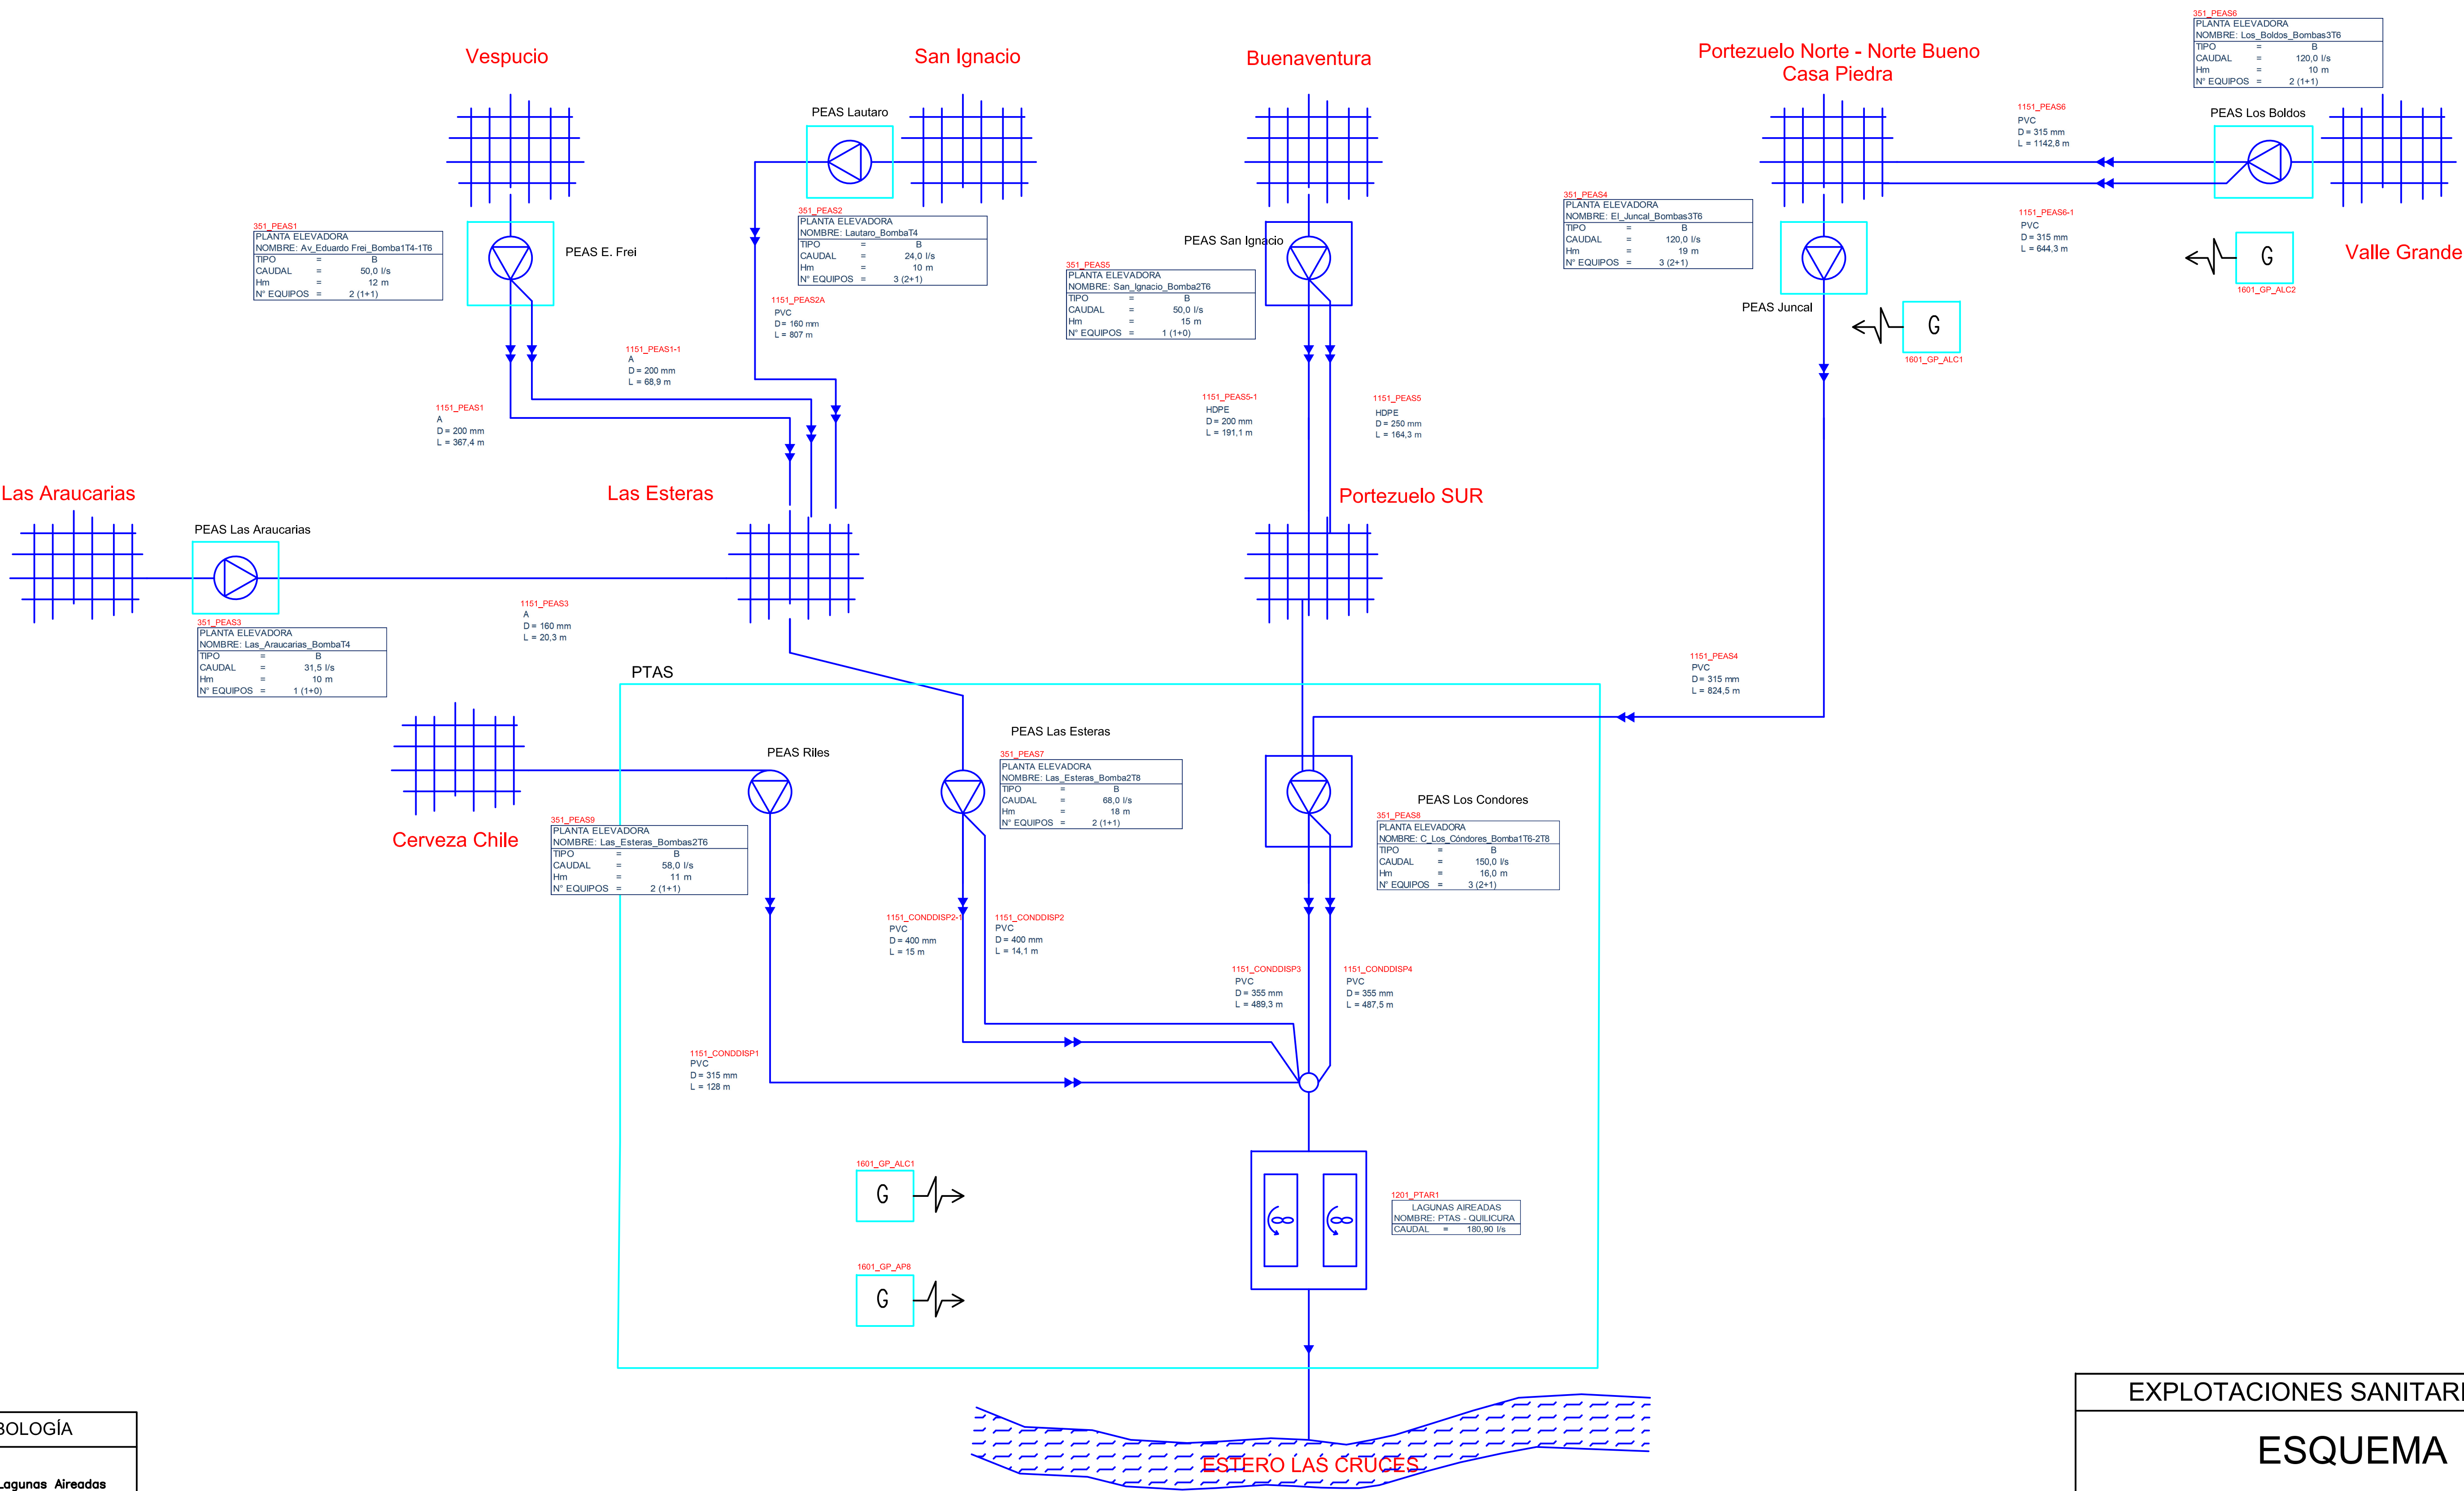 351_PEAS6
PLANTA ELEVADORA
NOMBRE: Los_Boldos_Bombas3T6
TIPO = B
CAUDAL = 120,0 l/s
Hm = 10 m
N° EQUIPOS = 2 (1+1)
Vespucio
San Ignacio
Buenaventura
Portezuelo Norte - Norte Bueno
Casa Piedra
PEAS Lautaro
1151_PEAS6
PVC
D = 315 mm
L = 1142,8 m
PEAS Los Boldos
351_PEAS1
PLANTA ELEVADORA
NOMBRE: Av_Eduardo Frei_Bomba1T4-1T6
TIPO = B
CAUDAL = 50,0 l/s
Hm = 12 m
N° EQUIPOS = 2 (1+1)
PEAS E. Frei
351_PEAS2
PLANTA ELEVADORA
NOMBRE: Lautaro_BombaT4
TIPO = B
CAUDAL = 24,0 l/s
Hm = 10 m
N° EQUIPOS = 3 (2+1)
PEAS San Ignacio
351_PEAS5
PLANTA ELEVADORA
NOMBRE: San_Ignacio_Bomba2T6
TIPO = B
CAUDAL = 50,0 l/s
Hm = 15 m
N° EQUIPOS = 1 (1+0)
351_PEAS4
PLANTA ELEVADORA
NOMBRE: El_Juncal_Bombas3T6
TIPO = B
CAUDAL = 120,0 l/s
Hm = 19 m
N° EQUIPOS = 3 (2+1)
1151_PEAS6-1
PVC
D = 315 mm
L = 644,3 m
G
1601_GP_ALC2
Valle Grande
PEAS Juncal
G
1601_GP_ALC1
1151_PEAS2A
PVC
D = 160 mm
L = 807 m
1151_PEAS1-1
A
D = 200 mm
L = 68,9 m
1151_PEAS1
A
D = 200 mm
L = 367,4 m
1151_PEAS5-1
HDPE
D = 200 mm
L = 191,1 m
1151_PEAS5
HDPE
D = 250 mm
L = 164,3 m
Las Araucarias
Las Esteras
Portezuelo SUR
PEAS Las Araucarias
1151_PEAS3
A
D = 160 mm
L = 20,3 m
351_PEAS3
PLANTA ELEVADORA
NOMBRE: Las_Araucarias_BombaT4
TIPO = B
CAUDAL = 31,5 l/s
Hm = 10 m
N° EQUIPOS = 1 (1+0)
1151_PEAS4
PVC
D = 315 mm
L = 824,5 m
PTAS
PEAS Riles
PEAS Las Esteras
351_PEAS7
PLANTA ELEVADORA
NOMBRE: Las_Esteras_Bomba2T8
TIPO = B
CAUDAL = 68,0 l/s
Hm = 18 m
N° EQUIPOS = 2 (1+1)
Cerveza Chile
351_PEAS9
PLANTA ELEVADORA
NOMBRE: Las_Esteras_Bombas2T6
TIPO = B
CAUDAL = 58,0 l/s
Hm = 11 m
N° EQUIPOS = 2 (1+1)
PEAS Los Condores
351_PEAS8
PLANTA ELEVADORA
NOMBRE: C_Los_Cóndores_Bomba1T6-2T8
TIPO = B
CAUDAL = 150,0 l/s
Hm = 16,0 m
N° EQUIPOS = 3 (2+1)
1151_CONDDISP2-1
PVC
D = 400 mm
L = 15 m
1151_CONDDISP2
PVC
D = 400 mm
L = 14,1 m
1151_CONDDISP3
PVC
D = 355 mm
L = 489,3 m
1151_CONDDISP4
PVC
D = 355 mm
L = 487,5 m
1151_CONDDISP1
PVC
D = 315 mm
L = 128 m
1601_GP_ALC1
G
1201_PTAR1
LAGUNAS AIREADAS
NOMBRE: PTAS - QUILICURA
CAUDAL = 180,90 l/s
1601_GP_AP8
G
ESTERO LAS CRUCES
BOLOGÍA
Lagunas Aireadas
EXPLOTACIONES SANITAR
ESQUEMA